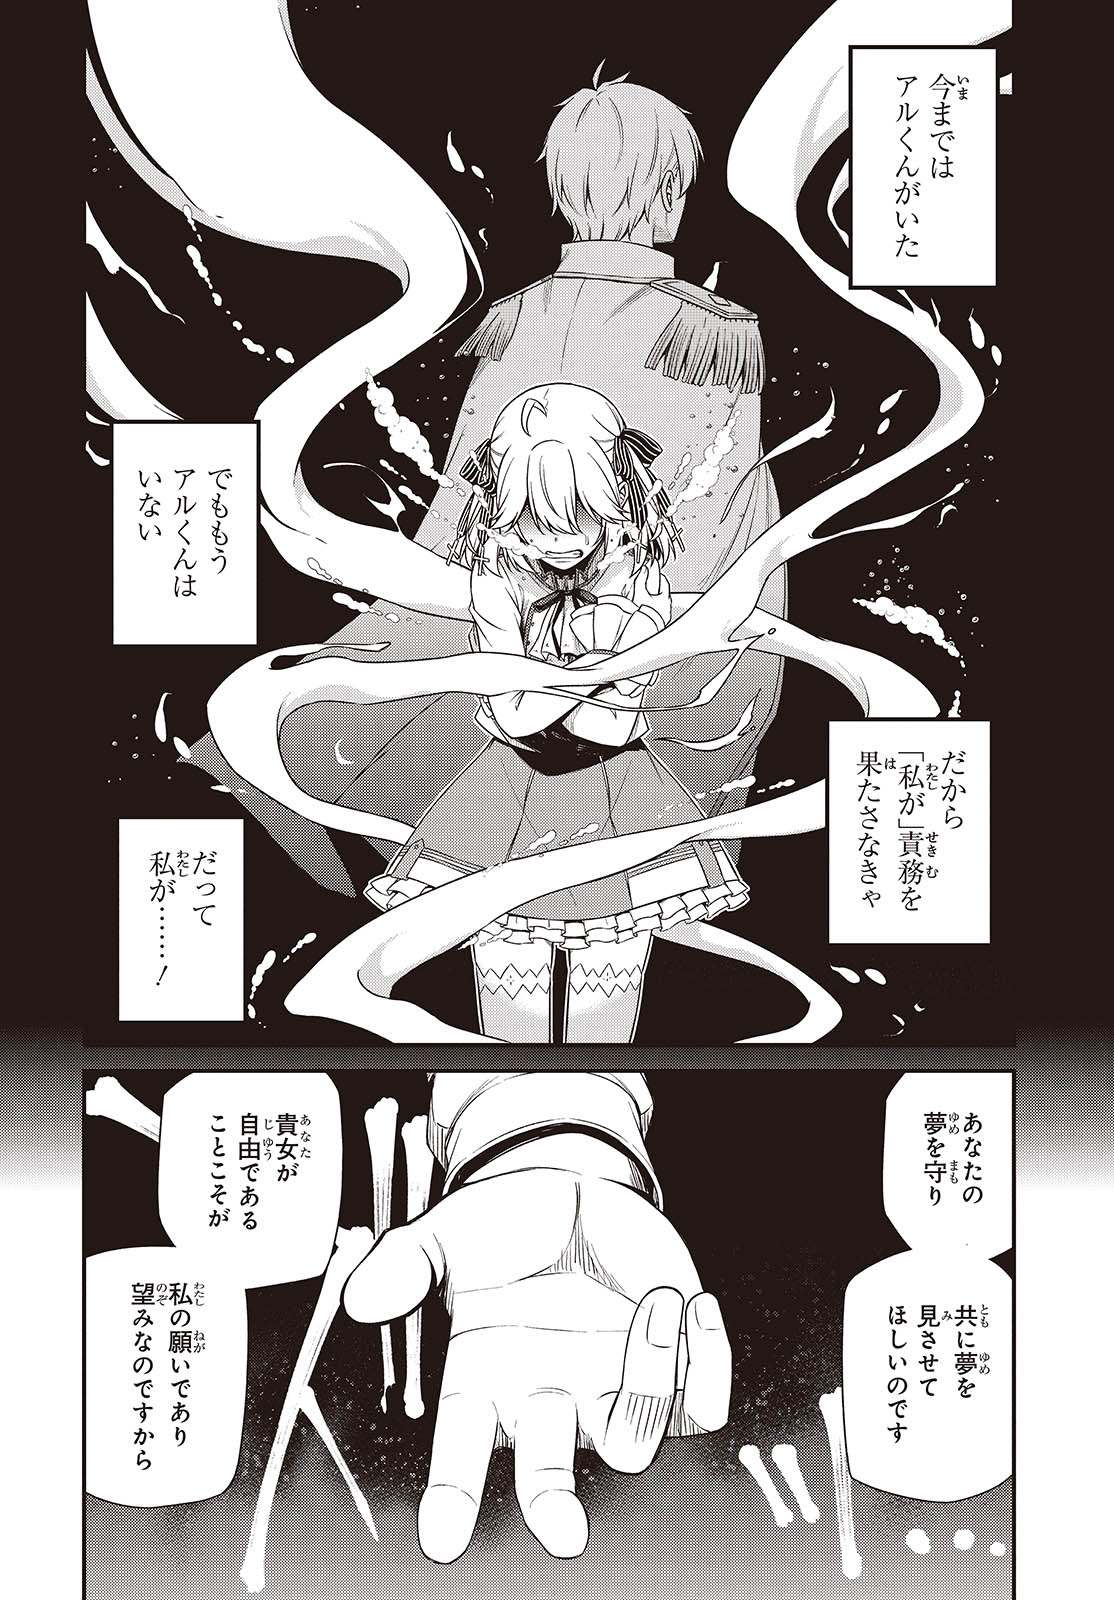 今までは
アルくんがいた
でももう
アルくんは
いない
だから
「私が」責務を
果たさなきゃ
だって
私が……！
あなたの
夢を守り
共に夢を
見させて
ほしいのです
貴女が
自由である
ことこそが
私の願いであり
望みなのですから